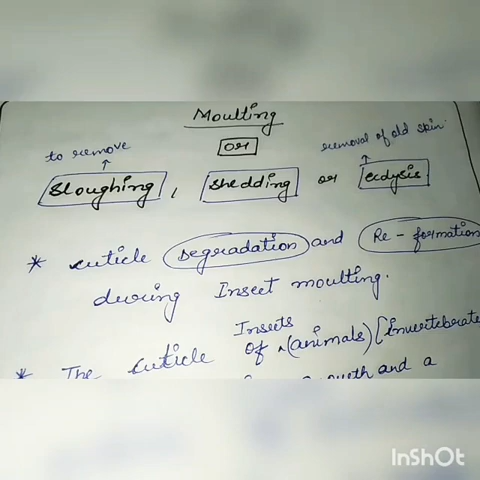 Moulting
OR
to remove
removal of old skin.
Sloughing, shedding or ecdysis
* cuticle Degradation and Re-formation
during Insect moulting.
Insects
* The cuticle of (animals) [invertebrate
and a
InShOt